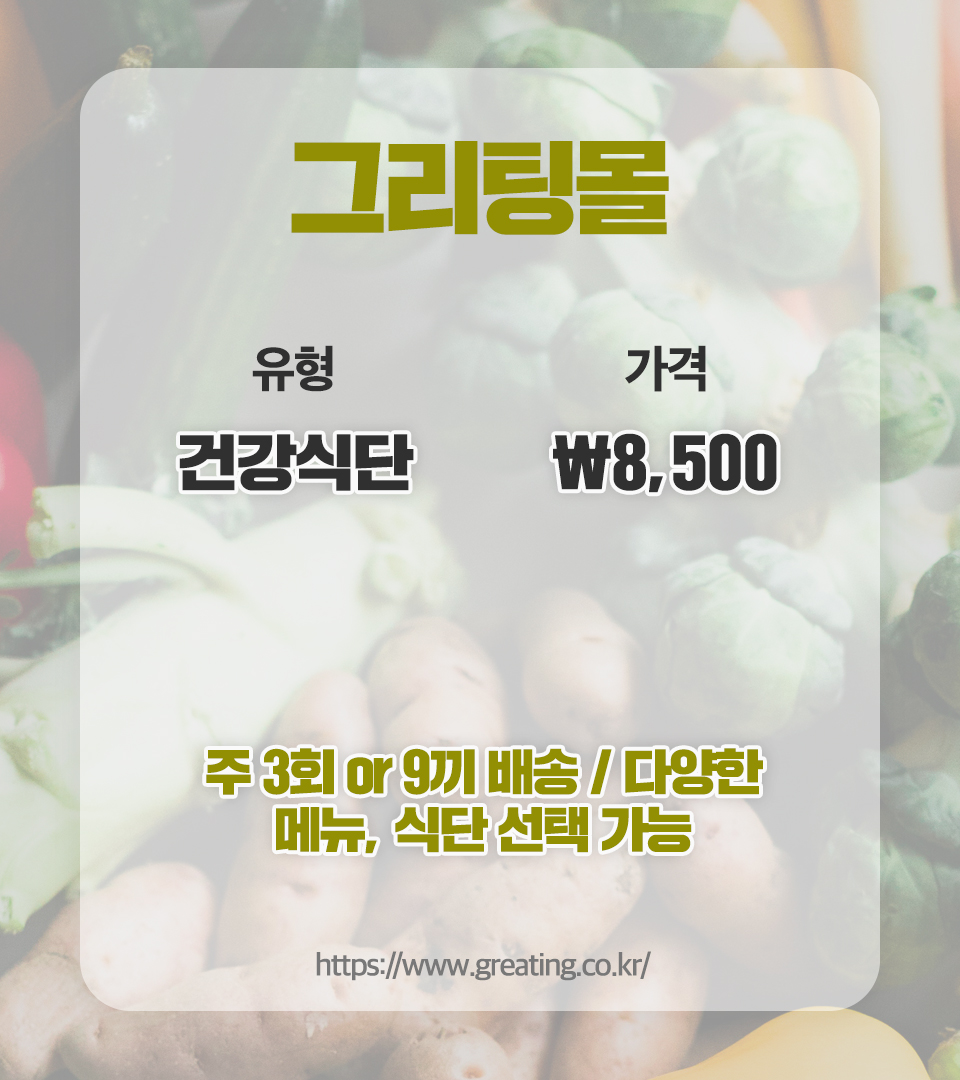 그리팅몰
유형
가격
건강식단
₩8,500
주 3회 or 9끼 배송 / 다양한
메뉴, 식단 선택 가능
https://www.greating.co.kr/